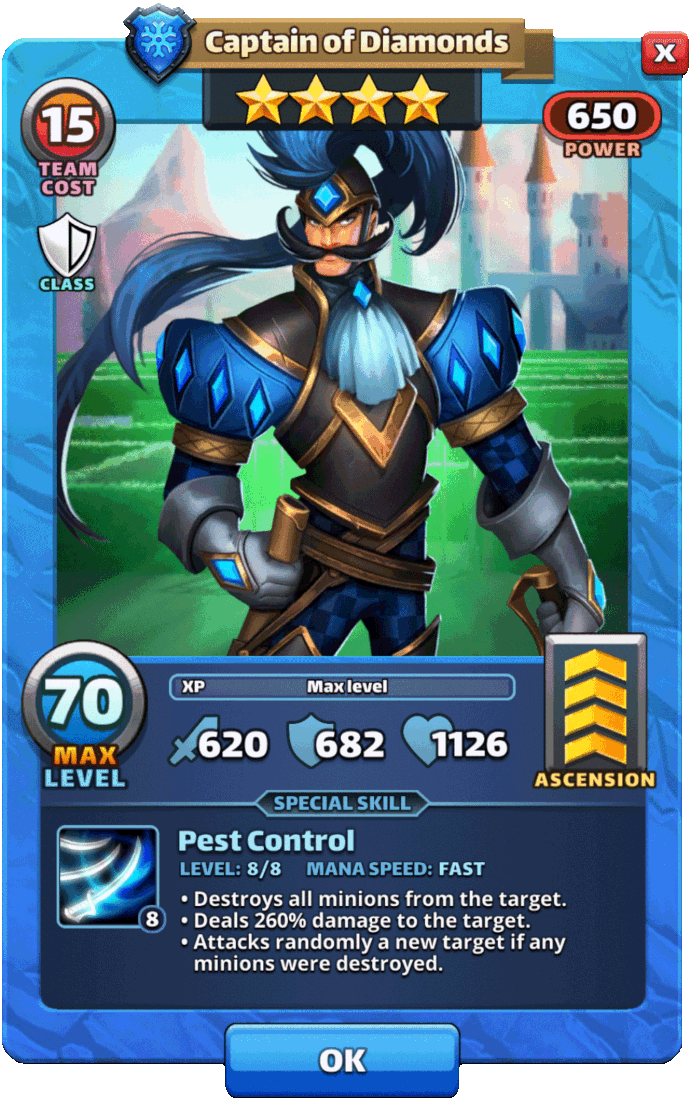 Captain of Diamonds
X
15
TEAM
COST
650
POWER
CLASS
70
MAX
LEVEL
XP Max level
620 682 1126
ASCENSION
SPECIAL SKILL
Pest Control
LEVEL: 8/8 MANA SPEED: FAST
8
• Destroys all minions from the target.
• Deals 260% damage to the target.
• Attacks randomly a new target if any
minions were destroyed.
OK